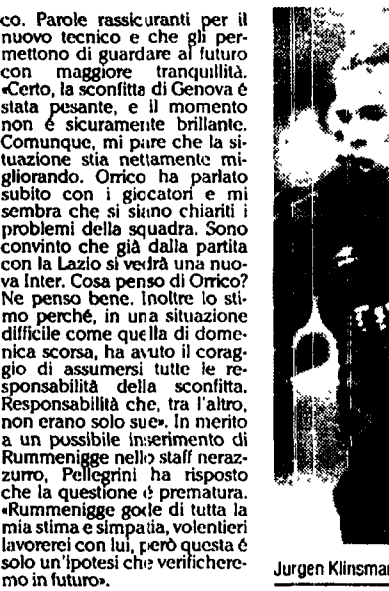 co. Parole rassicuranti per il
nuovo tecnico e che gli per-
mettono di guardare al futuro
con maggiore tranquillità.
«Certo, la sconfitta di Genova é
stata pesante, e il momento
non é sicuramente brillante.
Comunque, mi pare che la si-
tuazione stia nettamente mi-
gliorando. Orrico ha parlato
subito con i giocatori e mi
sembra che si siano chiariti i
problemi della squadra. Sono
convinto che già dalla partita
con la Lazio si vedrà una nuo-
va Inter. Cosa penso di Orrico?
Ne penso bene. Inoltre lo sti-
mo perché, in una situazione
difficile come quella di dome-
nica scorsa, ha avuto il corag-
gio di assumersi tutte le re-
sponsabilità della sconfitta.
Responsabilità che, tra l'altro,
non erano solo sue». In merito
a un possibile inserimento di
Rummenigge nello staff neraz-
zurro, Pellegrini ha risposto
che la questione é prematura.
«Rummenigge gode di tutta la
mia stima e simpatia, volentieri
lavorerei con lui, però questa é
solo un'ipotesi che verifichere-
mo in futuro».
Jurgen Klinsmar